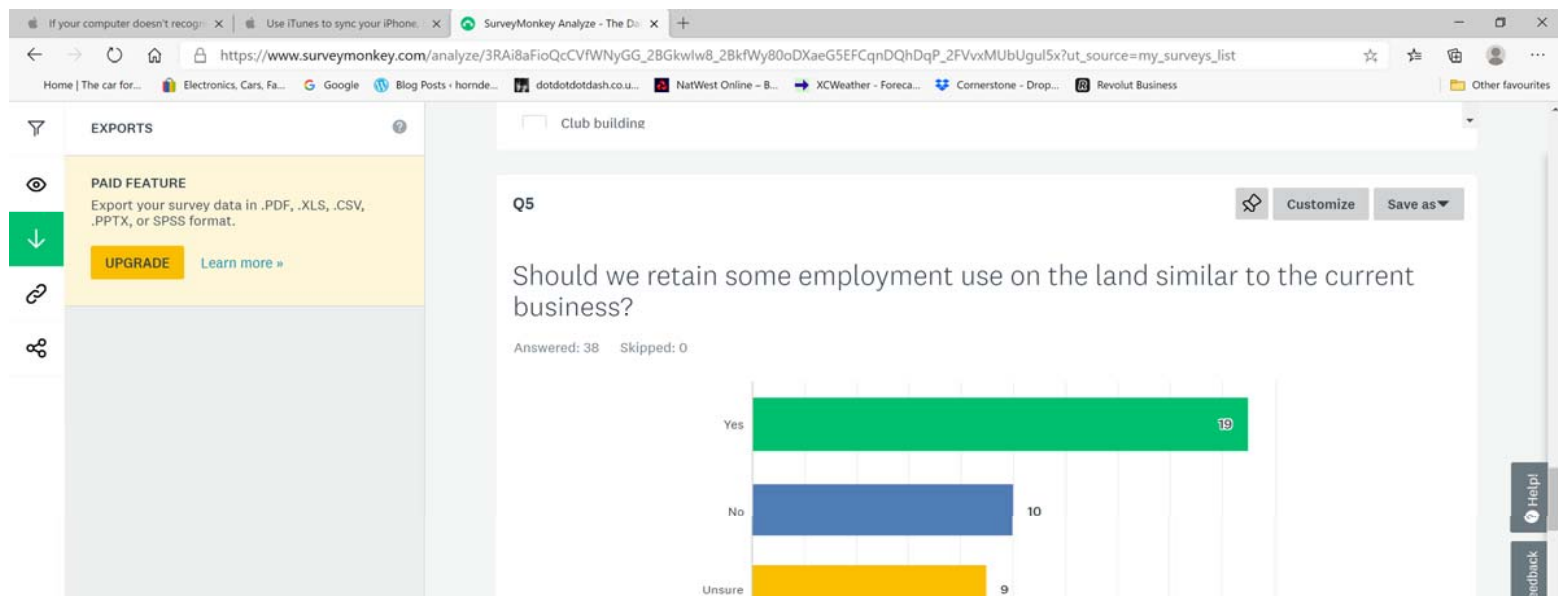 If your computer doesn't recogn
Use iTunes to sync your iPhone,
SurveyMonkey Analyze - The Da
https://www.surveymonkey.com/analyze/3RAi8aFioQcCVfWNyGG_2BGkwlw8_2BkfWy80oDXaeG5EFCqnDQhDqP_2FVvxMUbUgul5x?ut_source=my_surveys_list
Home | The car for...
Electronics, Cars, Fa...
Google
Blog Posts ‹ hornde...
dotdotdotdash.co.u...
NatWest Online – B...
XCWeather - Foreca...
Cornerstone - Drop...
Revolut Business
Other favourites
EXPORTS
PAID FEATURE
Export your survey data in .PDF, .XLS, .CSV,
.PPTX, or SPSS format.
UPGRADE
Learn more »
Club building
Q5
Customize
Save as
Should we retain some employment use on the land similar to the current
business?
Answered: 38 Skipped: 0
Yes 19
No 10
Unsure 9
Help!
edback